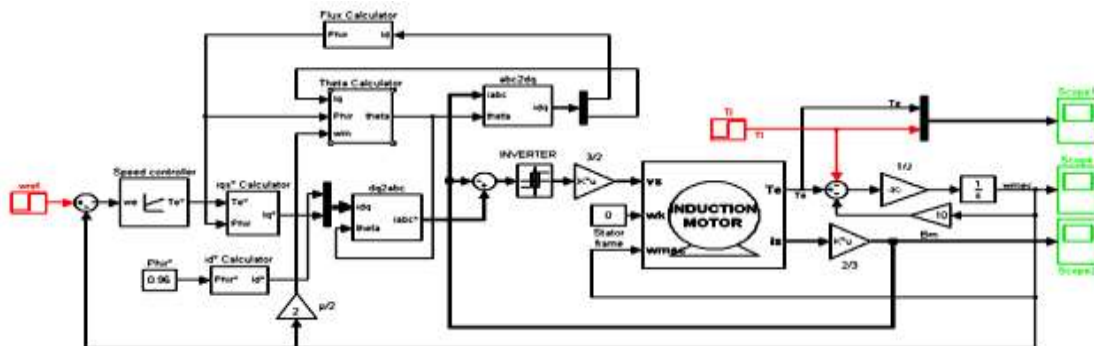 Flux Calculator
Phir Id
Theta Calculator
Iq
Phir theta
wm
abc2dq
Iabc
idq
theta
Te
Tl
Tl
Scope1
INVERTER
3/2
K*u
Speed controller
wref
we Te*
iqs* Calculator
Te*
Iq*
Phir
dq2abc
idq
Iabc*
theta
vs
Te
wk
INDUCTION MOTOR
wmec
is
0
Stator frame
Te
1/J
-K-
1
s
wmec
10
Bm
K*u
2/3
Phir*
0.96
id* Calculator
Phir* id*
2
p/2